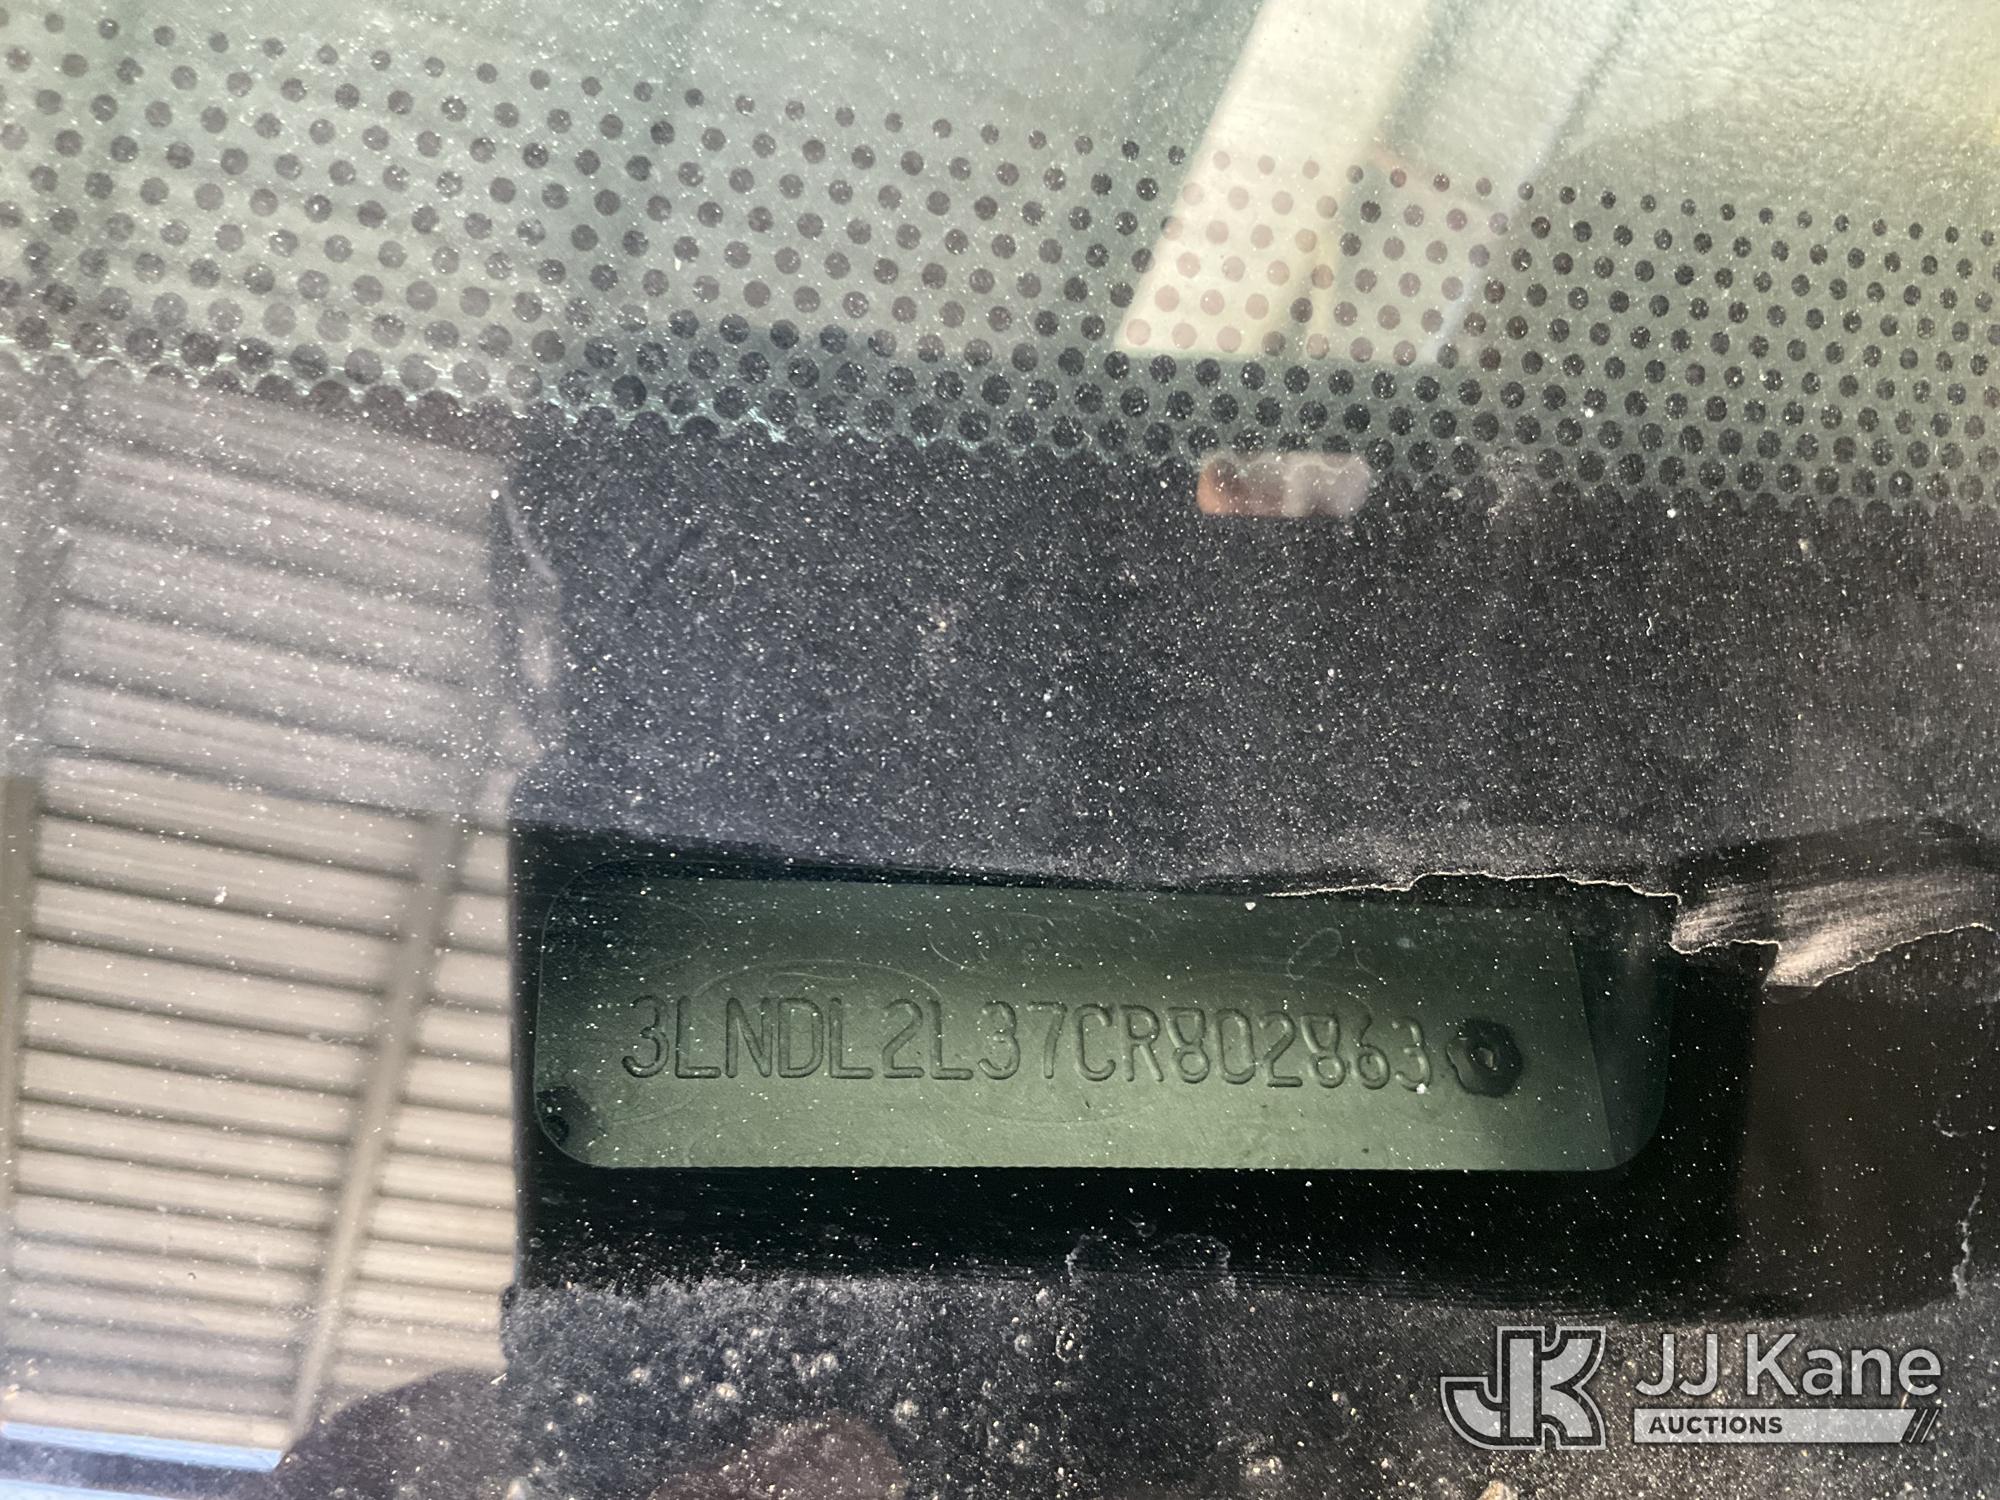 3LNDL2L37CR802863
JK JJ Kane
AUCTIONS